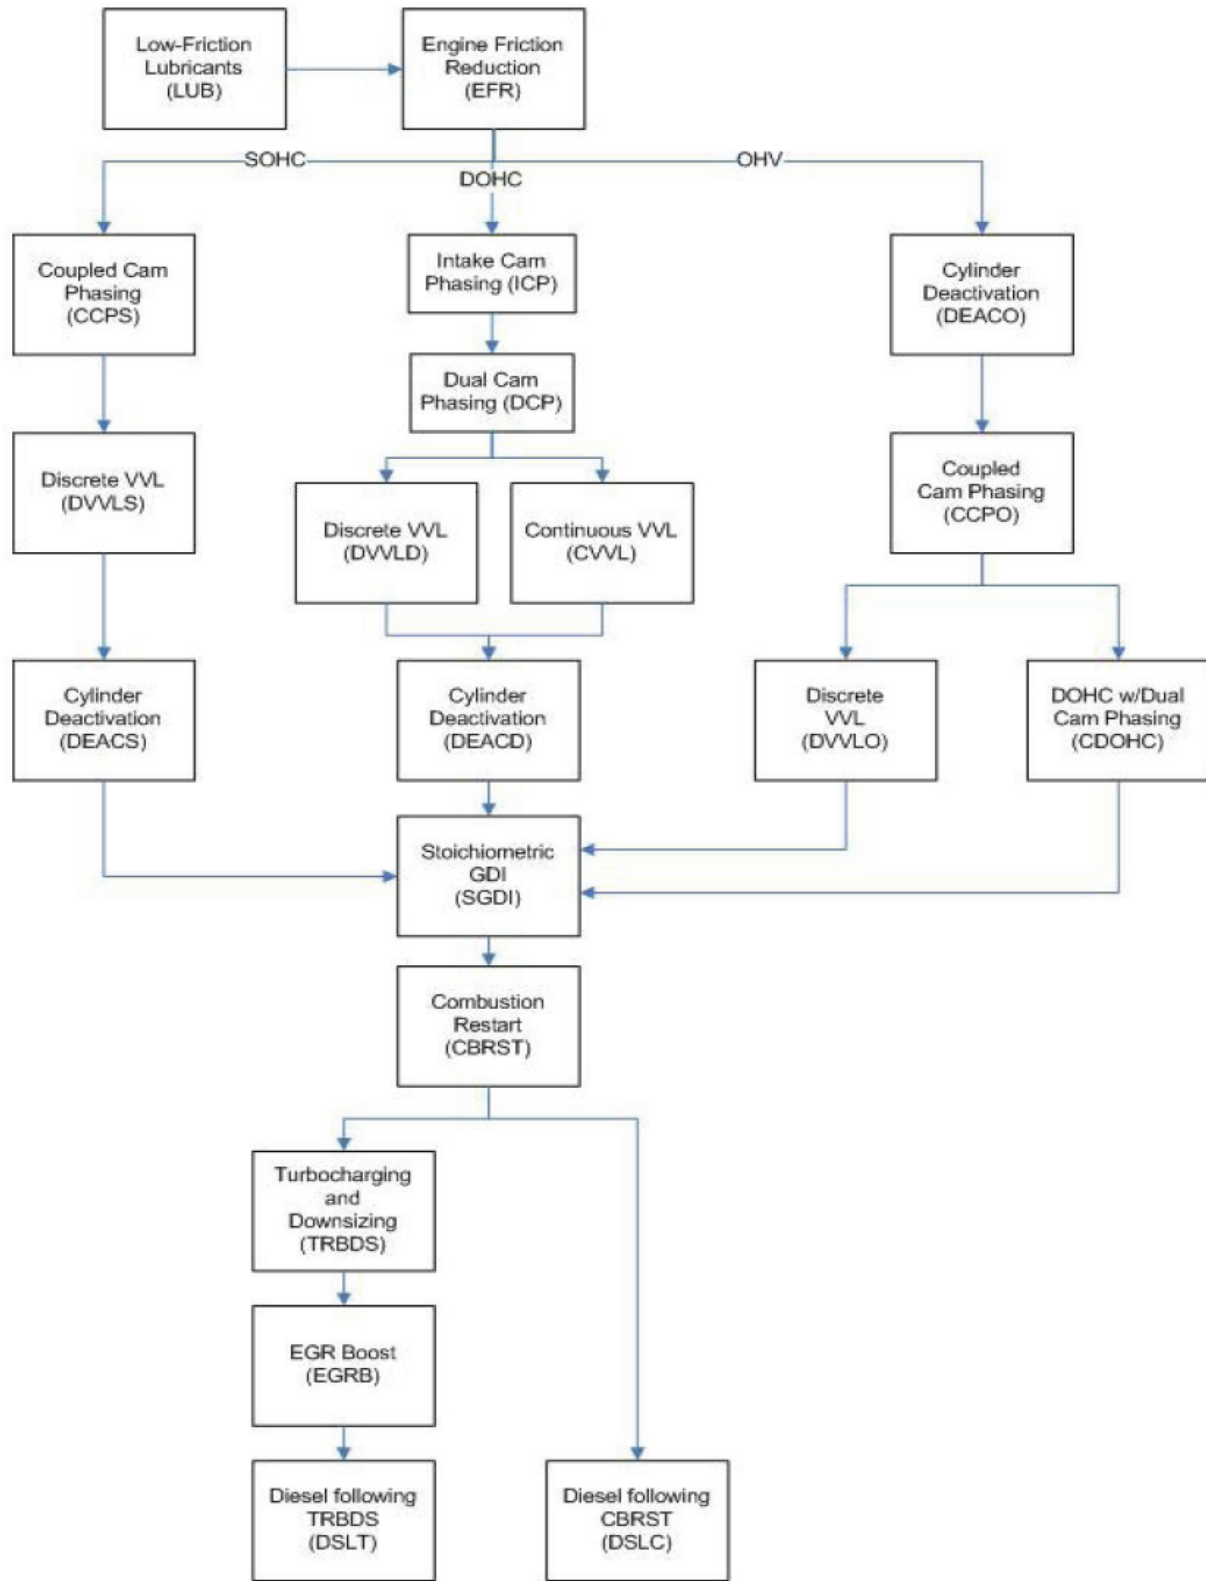 Low-Friction
Lubricants
(LUB)
Engine Friction
Reduction
(EFR)
SOHC
DOHC
OHV
Coupled Cam
Phasing
(CCPS)
Intake Cam
Phasing (ICP)
Cylinder
Deactivation
(DEACO)
Dual Cam
Phasing (DCP)
Discrete VVL
(DVVLS)
Discrete VVL
(DVVLD)
Continuous VVL
(CVVL)
Coupled
Cam Phasing
(CCPO)
Cylinder
Deactivation
(DEACS)
Cylinder
Deactivation
(DEACD)
Discrete
VVL
(DVVLO)
DOHC w/Dual
Cam Phasing
(CDOHC)
Stoichiometric
GDI
(SGDI)
Combustion
Restart
(CBRST)
Turbocharging
and
Downsizing
(TRBDS)
EGR Boost
(EGRB)
Diesel following
TRBDS
(DSLT)
Diesel following
CBRST
(DSLC)